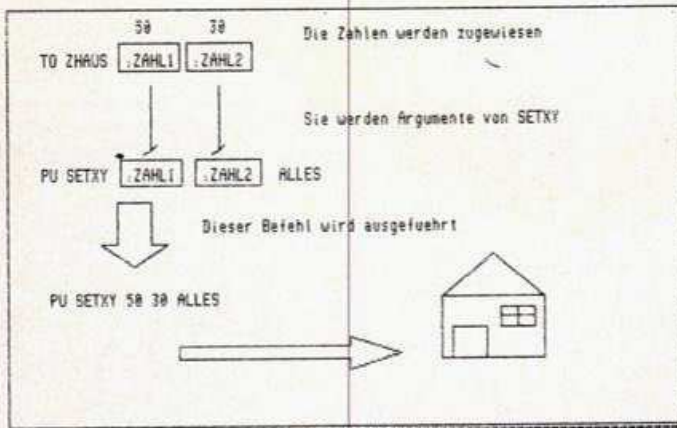 50 30 Die Zahlen werden zugewiesen
TO ZHAUS :ZAHL1 :ZAHL2
Sie werden Argumente von SETXY
PU SETXY :ZAHL1 :ZAHL2 ALLES
Dieser Befehl wird ausgefuehrt
PU SETXY 50 30 ALLES